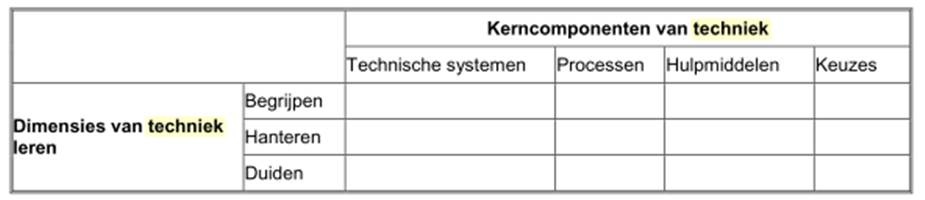 Kerncomponenten van techniek
Technische systemen Processen Hulpmiddelen Keuzes
Dimensies van techniek
leren
Begrijpen
Hanteren
Duiden